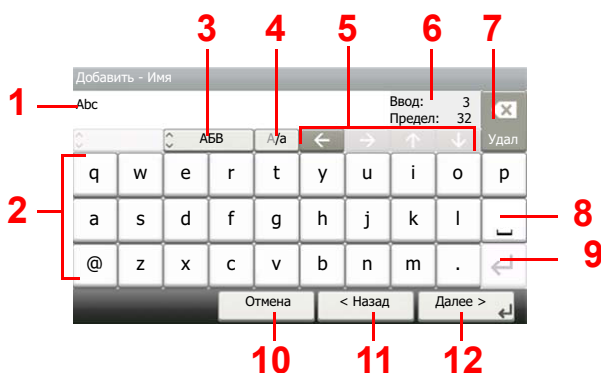 3 4 5 6 7
Добавить - Имя
1 Abc Ввод: 3
Предел: 32
АБВ A/a ← → ↑ ↓ Удал
2
q w e r t y u i o p
a s d f g h j k l 8
@ z x c v b n m . 9
Отмена < Назад Далее >
10 11 12